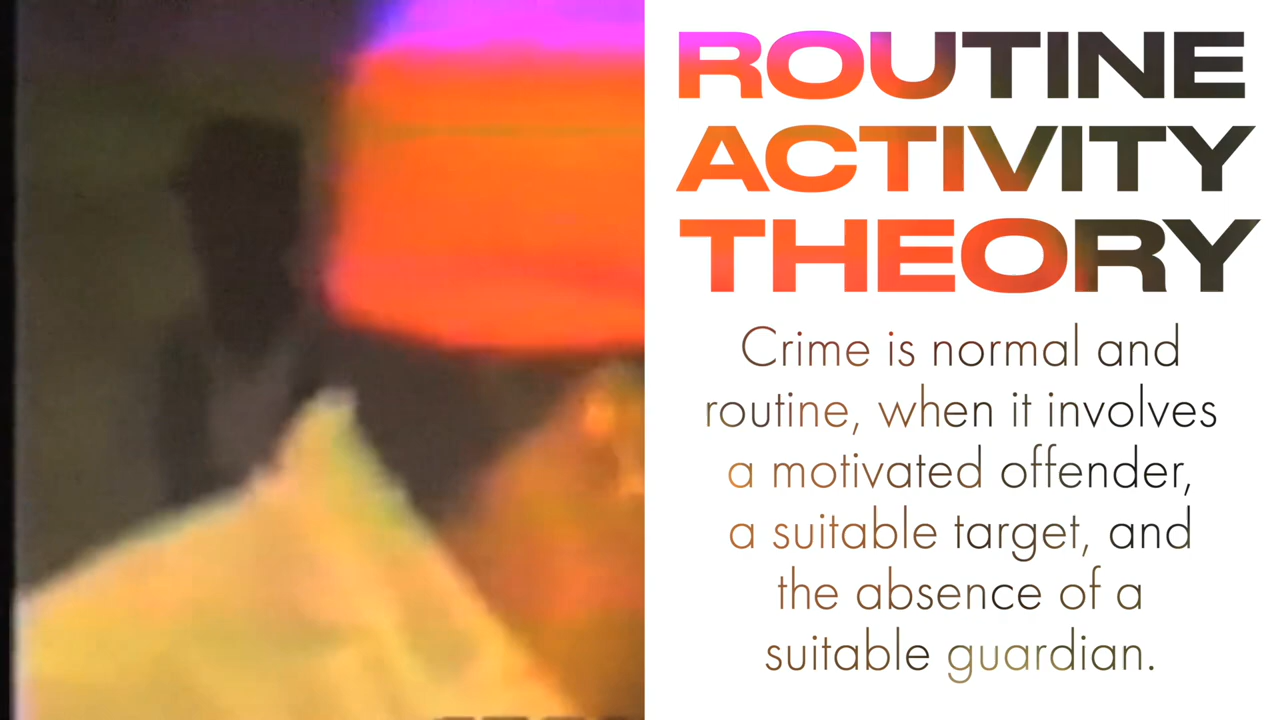 ROUTINE
ACTIVITY
THEORY
Crime is normal and
routine, when it involves
a motivated offender,
a suitable target, and
the absence of a
suitable guardian.